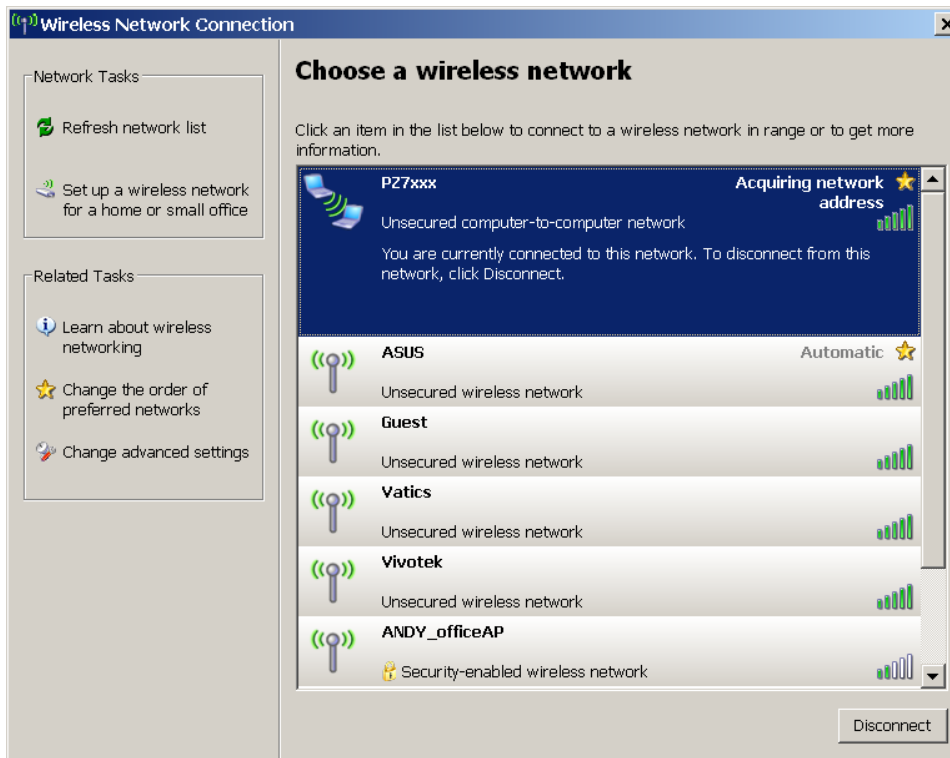 Wireless Network Connection
Network Tasks
Refresh network list
Set up a wireless network
for a home or small office
Related Tasks
Learn about wireless
networking
Change the order of
preferred networks
Change advanced settings
Choose a wireless network
Click an item in the list below to connect to a wireless network in range or to get more
information.
PZ7xxx
Acquiring network
address
Unsecured computer-to-computer network
You are currently connected to this network. To disconnect from this
network, click Disconnect.
ASUS
Automatic
Unsecured wireless network
Guest
Unsecured wireless network
Vatics
Unsecured wireless network
Vivotek
Unsecured wireless network
ANDY_officeAP
Security-enabled wireless network
Disconnect